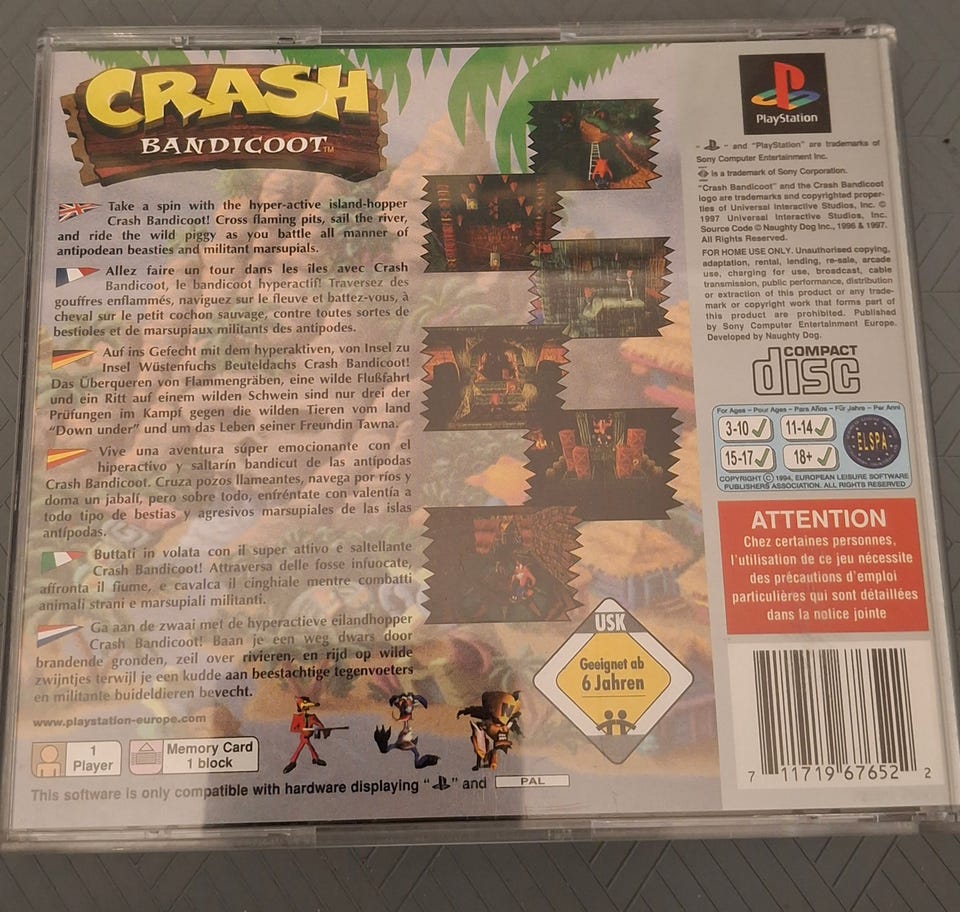 CRASH
BANDICOOT™
Take a spin with the hyper-active island-hopper
Crash Bandicoot! Cross flaming pits, sail the river,
and ride the wild piggy as you battle all manner of
antipodean beasties and militant marsupials.
Allez faire un tour dans les îles avec Crash
Bandicoot, le bandicoot hyperactif! Traversez des
gouffres enflammés, naviguez sur le fleuve et battez-vous, à
cheval sur le petit cochon sauvage, contre toutes sortes de
bestioles et de marsupiaux militants des antipodes.
Auf ins Gefecht mit dem hyperaktiven, von Insel zu
Insel Wüstenfuchs Beuteldachs Crash Bandicoot!
Das Überqueren von Flammengräben, eine wilde Flußfahrt
und ein Ritt auf einem wilden Schwein sind nur drei der
Prüfungen im Kampf gegen die wilden Tieren vom land
"Down under" und um das Leben seiner Freundin Tawna.
Vive una aventura súper emocionante con el
hiperactivo y saltarín bandicut de las antípodas
Crash Bandicoot. Cruza pozos llameantes, navega por ríos y
doma un jabalí, pero sobre todo, enfréntate con valentía a
todo tipo de bestias y agresivos marsupiales de las islas
antípodas.
Buttati in volata con il super attivo e saltellante
Crash Bandicoot! Attraversa delle fosse infuocate,
affronta il fiume, e cavalca il cinghiale mentre combatti
animali strani e marsupiali militanti.
Ga aan de zwaai met de hyperactieve eilandhopper
Crash Bandicoot! Baan je een weg dwars door
brandende gronden, zeil over rivieren, en rijd op wilde
zwijntjes terwijl je een kudde aan beestachtige tegenvoeters
en militante buideldieren bevecht.
www.playstation-europe.com
1
Player
Memory Card
1 block
This software is only compatible with hardware displaying " " and PAL
USK
Geeignet ab
6 Jahren
PlayStation
" " and "PlayStation" are trademarks of
Sony Computer Entertainment Inc.
is a trademark of Sony Corporation.
"Crash Bandicoot" and the Crash Bandicoot
logo are trademarks and copyrighted proper-
ties of Universal Interactive Studios, Inc. ©
1997 Universal Interactive Studios, Inc.
Source Code © Naughty Dog Inc., 1996 & 1997.
All Rights Reserved.
FOR HOME USE ONLY. Unauthorised copying,
adaptation, rental, lending, re-sale, arcade
use, charging for use, broadcast, cable
transmission, public performance, distribution
or extraction of this product or any trade-
mark or copyright work that forms part of
this product are prohibited. Published
by Sony Computer Entertainment Europe.
Developed by Naughty Dog.
COMPACT
disc
For Ages - Pour Ages - Para Años - Für Jahre - Per Anni
3-10 11-14
15-17 18+
ELSPA
COPYRIGHT © 1994, EUROPEAN LEISURE SOFTWARE
PUBLISHERS ASSOCIATION. ALL RIGHTS RESERVED
ATTENTION
Chez certaines personnes,
l'utilisation de ce jeu nécessite
des précautions d'emploi
particulières qui sont détaillées
dans la notice jointe
7 11719 67652 2